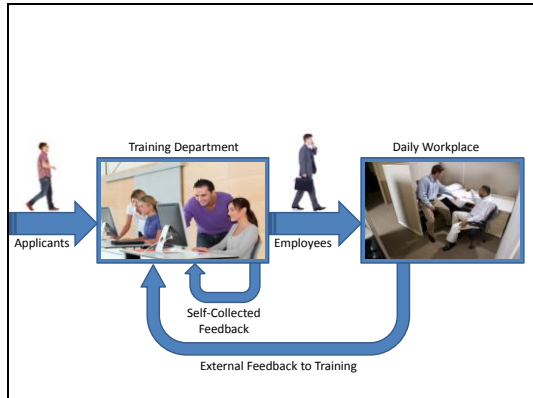 Training Department
Daily Workplace
Applicants
Employees
Self-Collected
Feedback
External Feedback to Training